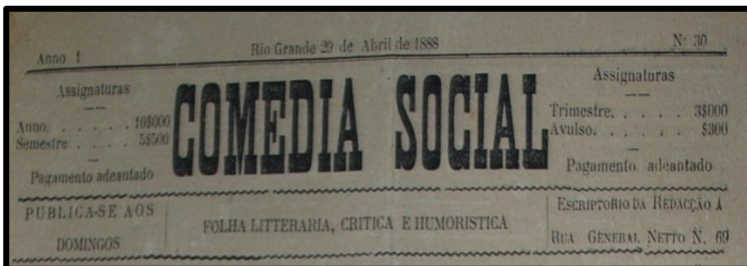 Anno I Rio Grande 29 de Abril de 1888 Nº 30
Assignaturas
Anno. . . . . . 10$000
Semestre . . . . 5$500
Pagamento adeantado
COMEDIA SOCIAL
Assignaturas
Trimestre. . . . . 3$000
Avulso. . . . . . $300
Pagamento adeantado
PUBLICA-SE AOS
DOMINGOS
FOLHA LITTERARIA, CRITICA E HUMORISTICA
ESCRIPTORIO DA REDACÇÃO Á
RUA GENERAL NETTO N. 69